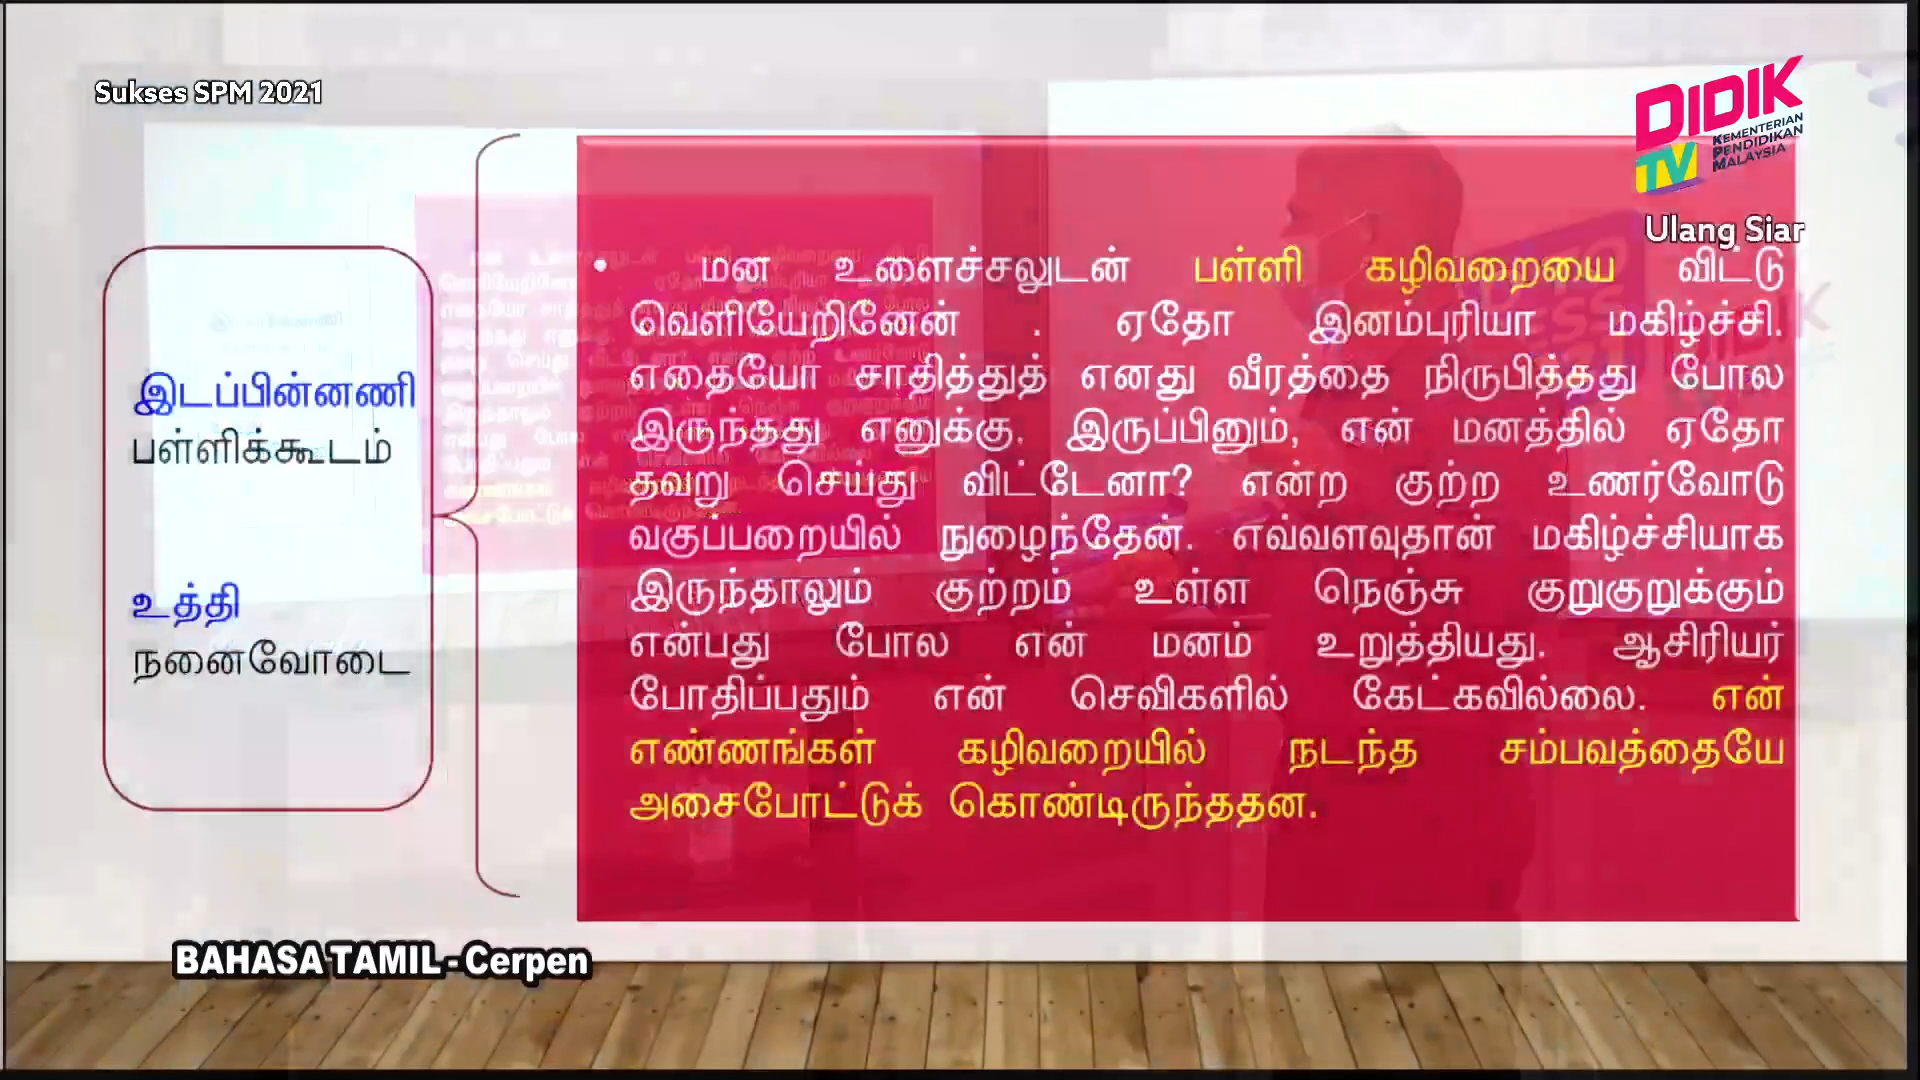 Sukses SPM 2021
DIDIK
TV
KEMENTERIAN
PENDIDIKAN
MALAYSIA
Ulang Siar
இடப்பின்னணி
பள்ளிக்கூடம்
உத்தி
நனைவோடை
• மன உளைச்சலுடன் பள்ளி கழிவறையை விட்டு
வெளியேறினேன் . ஏதோ இனம்புரியா மகிழ்ச்சி.
எதையோ சாதித்துத் எனது வீரத்தை நிருபித்தது போல
இருந்தது எனுக்கு. இருப்பினும், என் மனத்தில் ஏதோ
தவறு செய்து விட்டேனா? என்ற குற்ற உணர்வோடு
வகுப்பறையில் நுழைந்தேன். எவ்வளவுதான் மகிழ்ச்சியாக
இருந்தாலும் குற்றம் உள்ள நெஞ்சு குறுகுறுக்கும்
என்பது போல என் மனம் உறுத்தியது. ஆசிரியர்
போதிப்பதும் என் செவிகளில் கேட்கவில்லை. என்
எண்ணங்கள் கழிவறையில் நடந்த சம்பவத்தையே
அசைபோட்டுக் கொண்டிருந்ததன.
BAHASA TAMIL - Cerpen